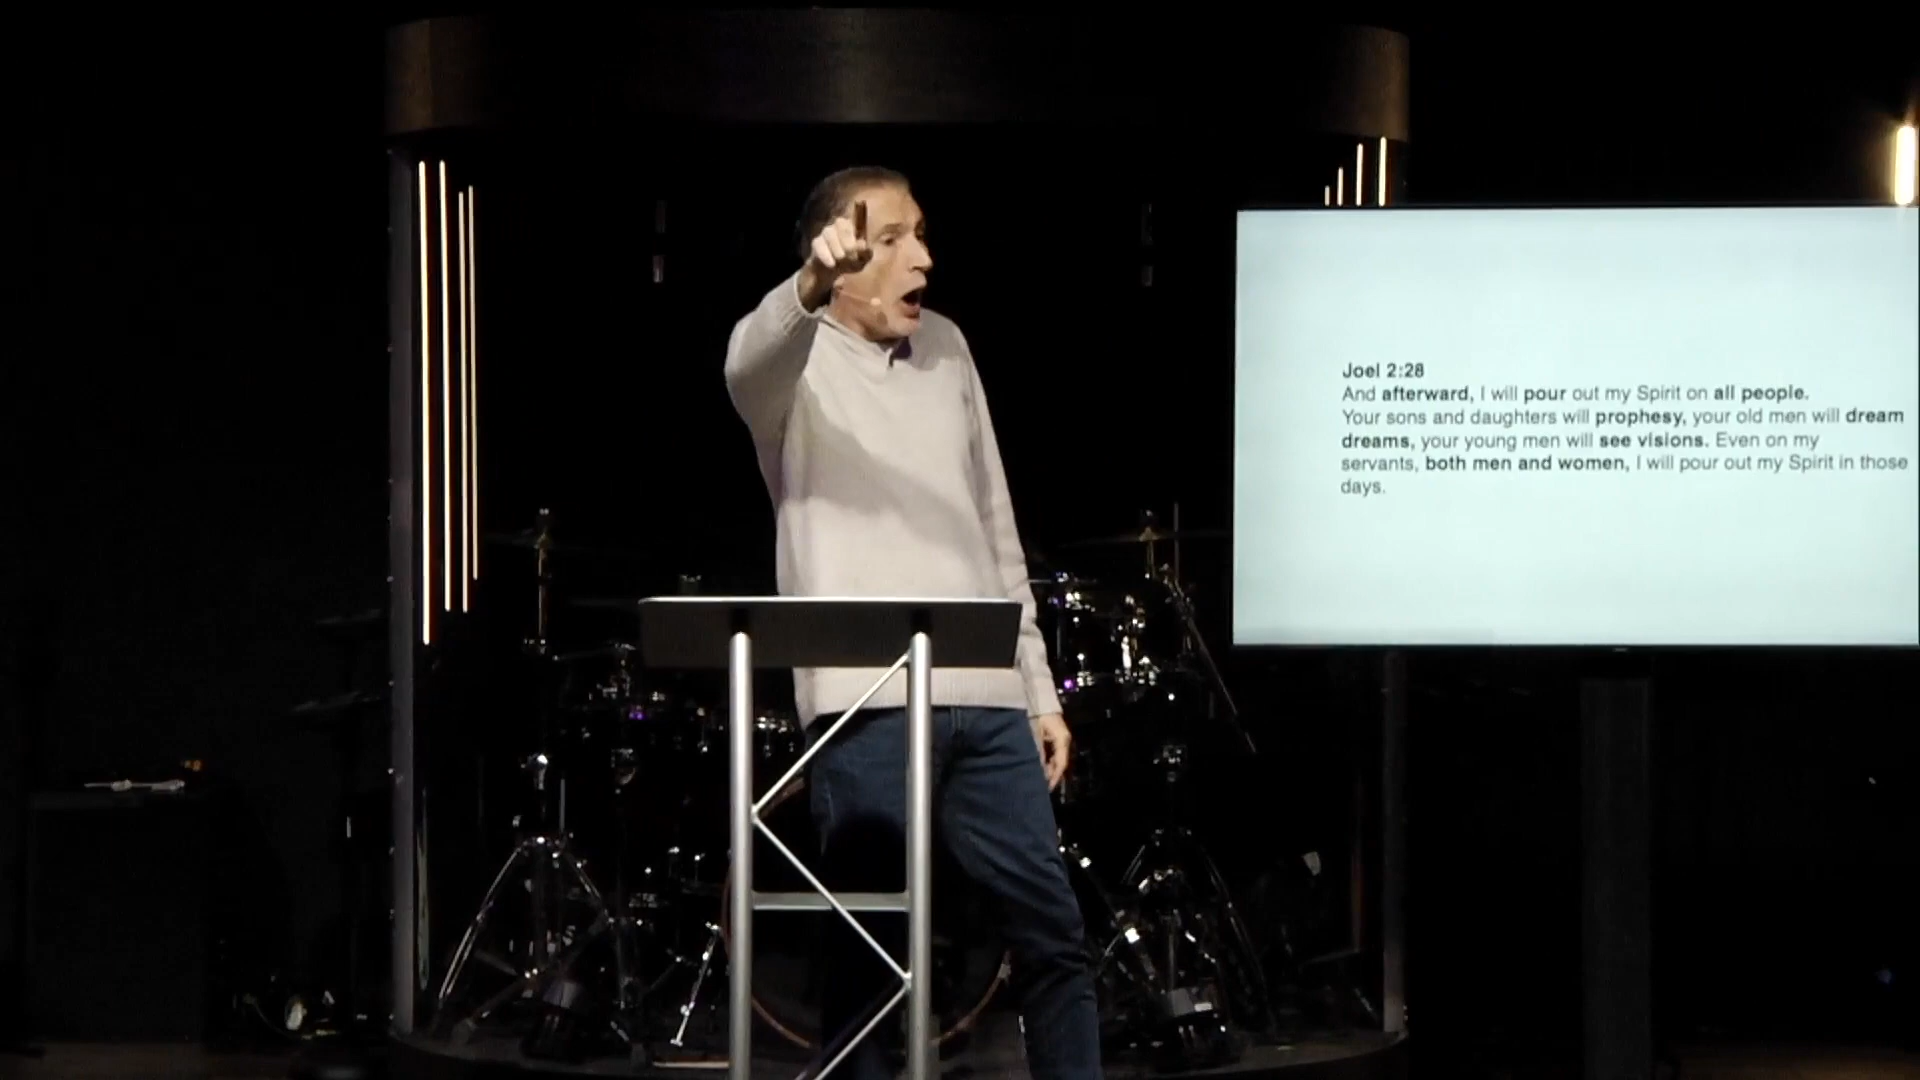 Joel 2:28
And afterward, I will pour out my Spirit on all people.
Your sons and daughters will prophesy, your old men will dream
dreams, your young men will see visions. Even on my
servants, both men and women, I will pour out my Spirit in those
days.